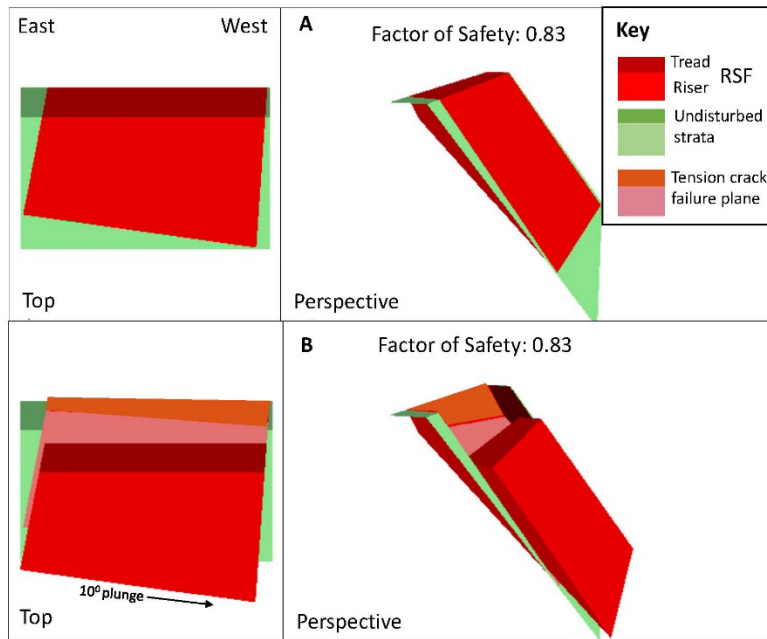 East West
A
Factor of Safety: 0.83
Key
Tread
Riser
RSF
Undisturbed
strata
Tension crack
failure plane
Top
Perspective
B
Factor of Safety: 0.83
10⁰ plunge
Top
Perspective